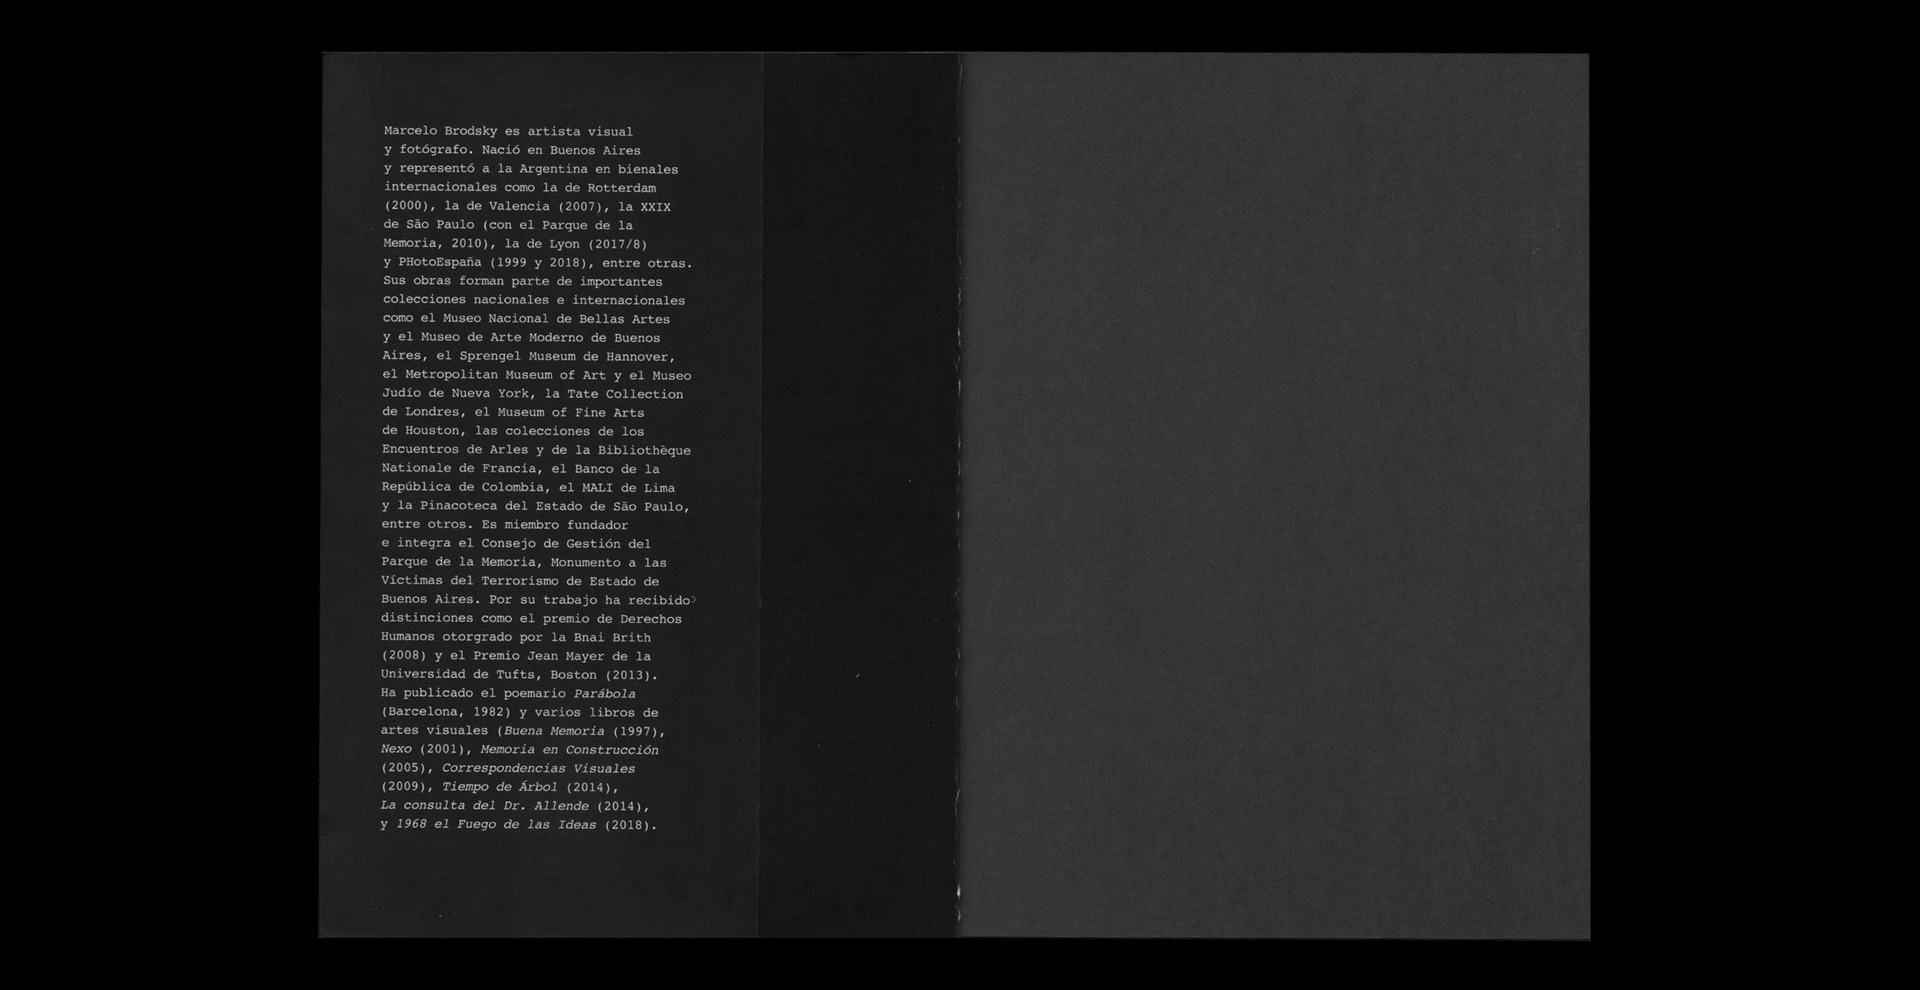 Marcelo Brodsky es artista visual
y fotógrafo. Nació en Buenos Aires
y representó a la Argentina en bienales
internacionales como la de Rotterdam
(2000), la de Valencia (2007), la XXIX
de São Paulo (con el Parque de la
Memoria, 2010), la de Lyon (2017/8)
y PHotoEspaña (1999 y 2018), entre otras.
Sus obras forman parte de importantes
colecciones nacionales e internacionales
como el Museo Nacional de Bellas Artes
y el Museo de Arte Moderno de Buenos
Aires, el Sprengel Museum de Hannover,
el Metropolitan Museum of Art y el Museo
Judío de Nueva York, la Tate Collection
de Londres, el Museum of Fine Arts
de Houston, las colecciones de los
Encuentros de Arles y de la Bibliothèque
Nationale de Francia, el Banco de la
República de Colombia, el MALI de Lima
y la Pinacoteca del Estado de São Paulo,
entre otros. Es miembro fundador
e integra el Consejo de Gestión del
Parque de la Memoria, Monumento a las
Víctimas del Terrorismo de Estado de
Buenos Aires. Por su trabajo ha recibido
distinciones como el premio de Derechos
Humanos otorgrado por la Bnai Brith
(2008) y el Premio Jean Mayer de la
Universidad de Tufts, Boston (2013).
Ha publicado el poemario Parábola
(Barcelona, 1982) y varios libros de
artes visuales (Buena Memoria (1997),
Nexo (2001), Memoria en Construcción
(2005), Correspondencias Visuales
(2009), Tiempo de Árbol (2014),
La consulta del Dr. Allende (2014),
y 1968 el Fuego de las Ideas (2018).